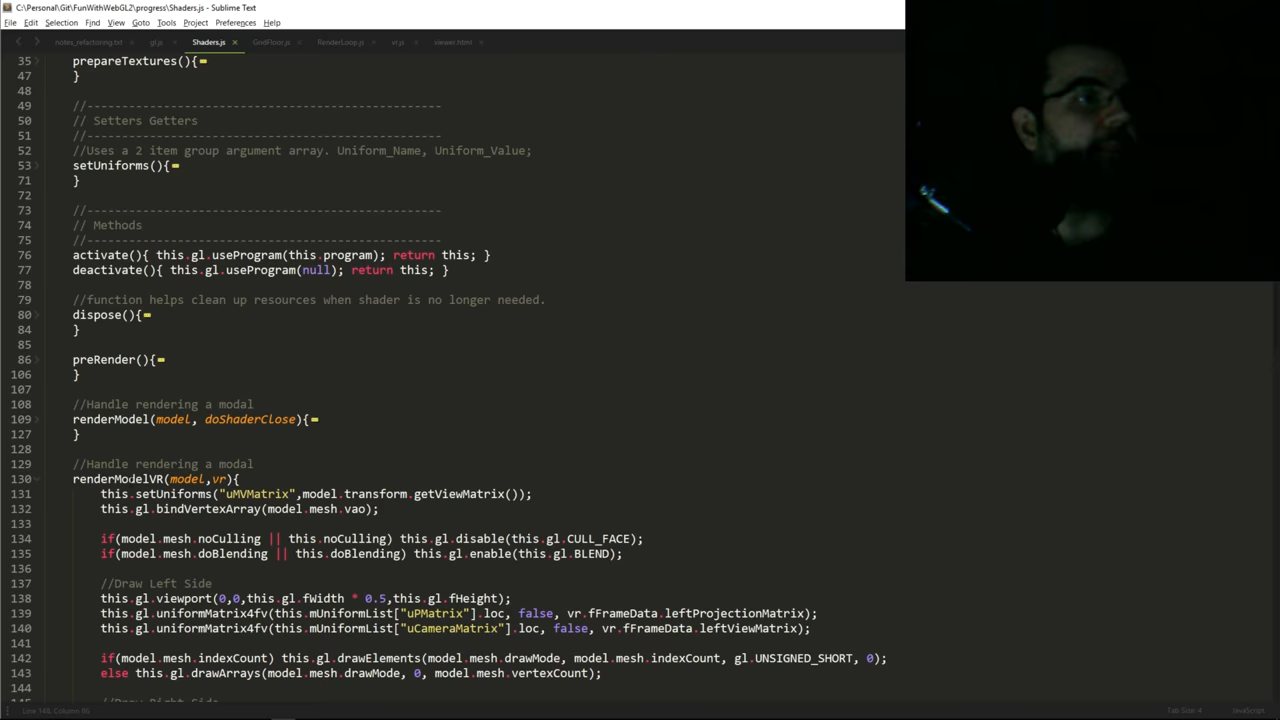 C:\Personal\Git\FunWithWebGL2\progress\Shaders.js - Sublime Text
File Edit Selection Find View Goto Tools Project Preferences Help
notes_refactoring.txt gl.js Shaders.js GridFloor.js RenderLoop.js vr.js viewer.html
35 prepareTextures(){
47 }
48
49 //---------------------------------------------------
50 // Setters Getters
51 //---------------------------------------------------
52 //Uses a 2 item group argument array. Uniform_Name, Uniform_Value;
53 setUniforms(){
71 }
72
73 //---------------------------------------------------
74 // Methods
75 //---------------------------------------------------
76 activate(){ this.gl.useProgram(this.program); return this; }
77 deactivate(){ this.gl.useProgram(null); return this; }
78
79 //function helps clean up resources when shader is no longer needed.
80 dispose(){
84 }
85
86 preRender(){
106 }
107
108 //Handle rendering a modal
109 renderModel(model, doShaderClose){
127 }
128
129 //Handle rendering a modal
130 renderModelVR(model,vr){
131 this.setUniforms("uMVMatrix",model.transform.getViewMatrix());
132 this.gl.bindVertexArray(model.mesh.vao);
133
134 if(model.mesh.noCulling || this.noCulling) this.gl.disable(this.gl.CULL_FACE);
135 if(model.mesh.doBlending || this.doBlending) this.gl.enable(this.gl.BLEND);
136
137 //Draw Left Side
138 this.gl.viewport(0,0,this.gl.fWidth * 0.5,this.gl.fHeight);
139 this.gl.uniformMatrix4fv(this.mUniformList["uPMatrix"].loc, false, vr.fFrameData.leftProjectionMatrix);
140 this.gl.uniformMatrix4fv(this.mUniformList["uCameraMatrix"].loc, false, vr.fFrameData.leftViewMatrix);
141
142 if(model.mesh.indexCount) this.gl.drawElements(model.mesh.drawMode, model.mesh.indexCount, gl.UNSIGNED_SHORT, 0);
143 else this.gl.drawArrays(model.mesh.drawMode, 0, model.mesh.vertexCount);
144
145 //Draw Right Side
Line 148, Column 86 Tab Size: 4 JavaScript